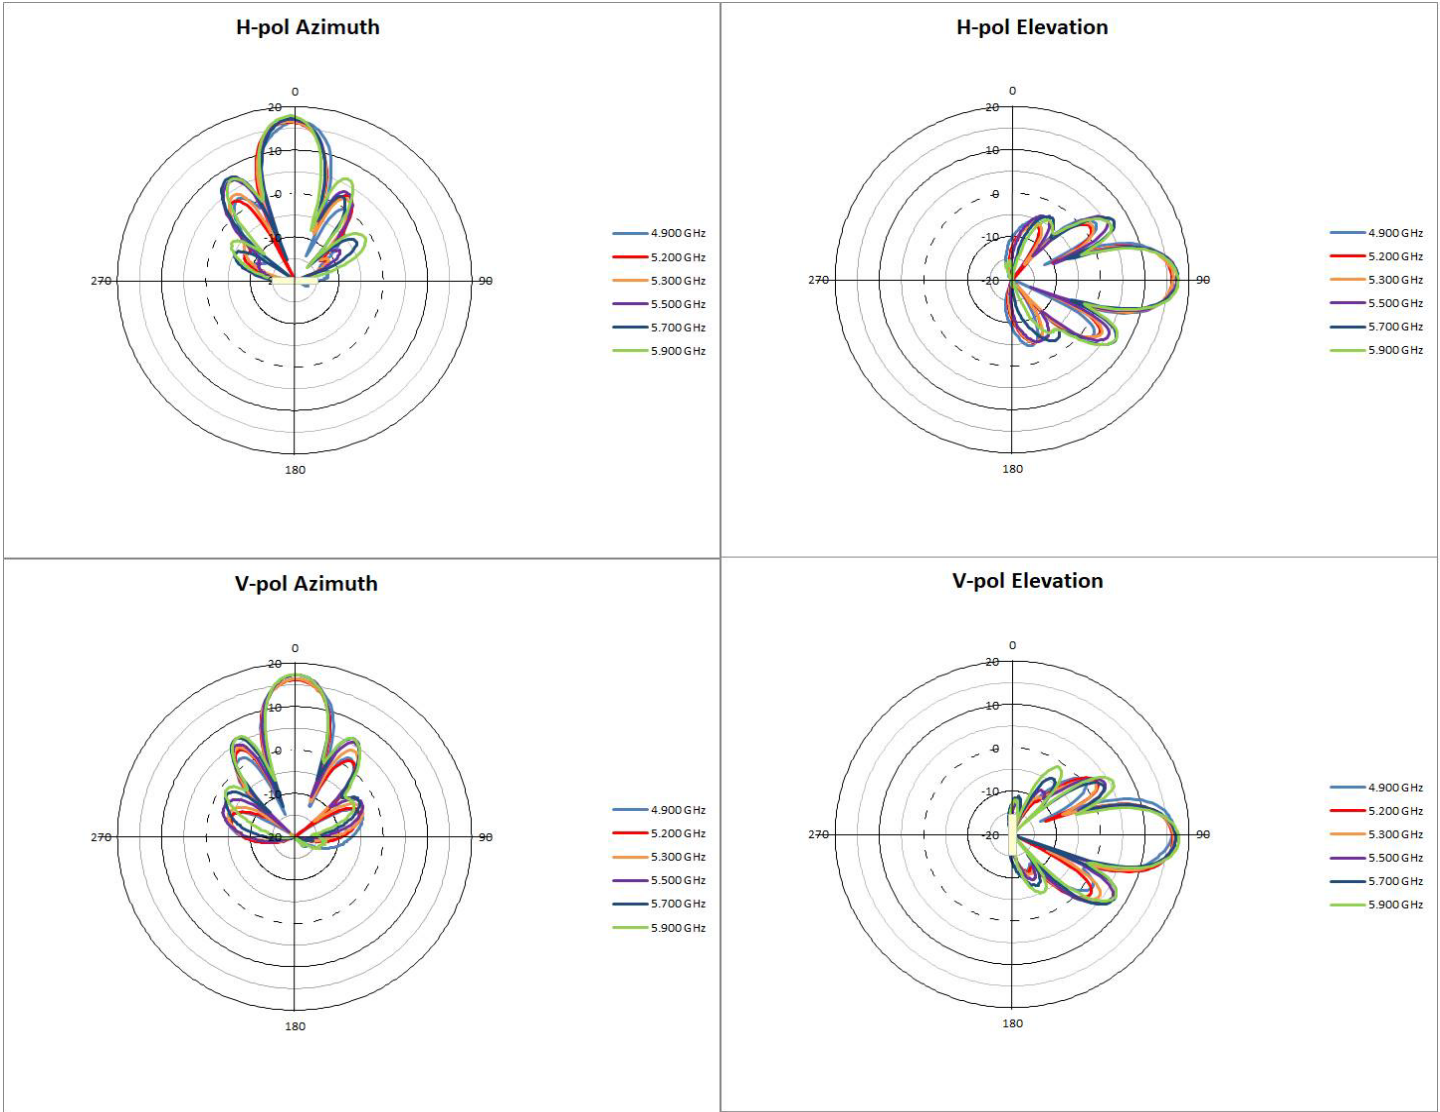 H-pol Azimuth
0
20
10
-0
-10
270
90
180
4.900 GHz
5.200 GHz
5.300 GHz
5.500 GHz
5.700 GHz
5.900 GHz
H-pol Elevation
0
20
10
-0
-10
270
-20
90
180
4.900 GHz
5.200 GHz
5.300 GHz
5.500 GHz
5.700 GHz
5.900 GHz
V-pol Azimuth
0
20
10
-0
-10
270
-20
90
180
4.900 GHz
5.200 GHz
5.300 GHz
5.500 GHz
5.700 GHz
5.900 GHz
V-pol Elevation
0
20
10
-0
-10
270
-20
90
180
4.900 GHz
5.200 GHz
5.300 GHz
5.500 GHz
5.700 GHz
5.900 GHz